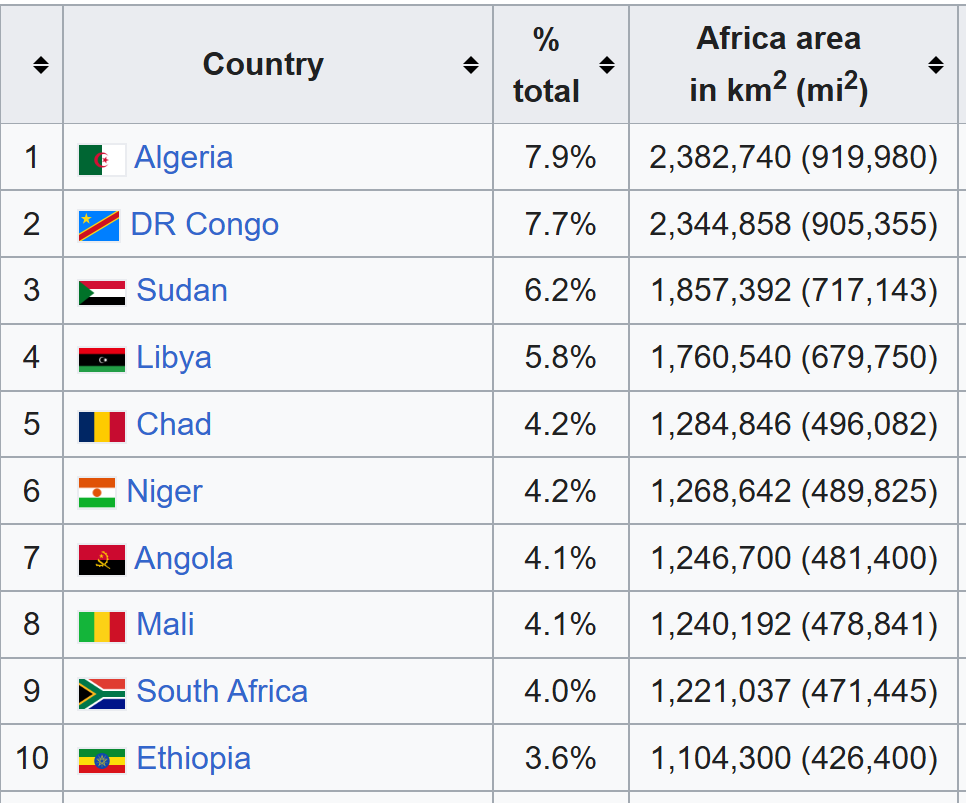 Country % total Africa area in km2 (mi2)
1 Algeria 7.9% 2,382,740 (919,980)
2 DR Congo 7.7% 2,344,858 (905,355)
3 Sudan 6.2% 1,857,392 (717,143)
4 Libya 5.8% 1,760,540 (679,750)
5 Chad 4.2% 1,284,846 (496,082)
6 Niger 4.2% 1,268,642 (489,825)
7 Angola 4.1% 1,246,700 (481,400)
8 Mali 4.1% 1,240,192 (478,841)
9 South Africa 4.0% 1,221,037 (471,445)
10 Ethiopia 3.6% 1,104,300 (426,400)